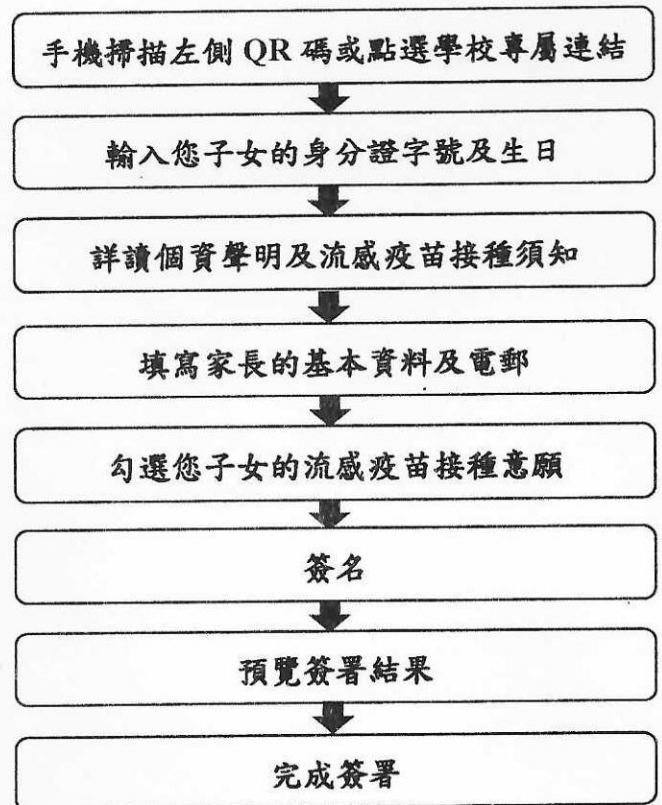 手機掃描左側 QR 碼或點選學校專屬連結
輸入您子女的身分證字號及生日
詳讀個資聲明及流感疫苗接種須知
填寫家長的基本資料及電郵
勾選您子女的流感疫苗接種意願
簽名
預覽簽署結果
完成簽署